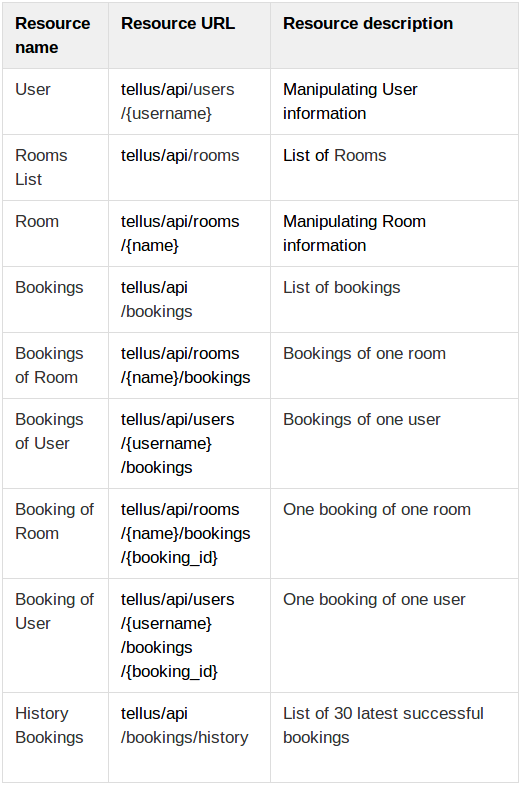 Resource name
Resource URL
Resource description
User
tellus/api/users
/{username}
Manipulating User
information
Rooms
List
tellus/api/rooms
List of Rooms
Room
tellus/api/rooms
/{name}
Manipulating Room
information
Bookings
tellus/api
/bookings
List of bookings
Bookings
of Room
tellus/api/rooms
/{name}/bookings
Bookings of one room
Bookings
of User
tellus/api/users
/{username}
/bookings
Bookings of one user
Booking of
Room
tellus/api/rooms
/{name}/bookings
/{booking_id}
One booking of one room
Booking of
User
tellus/api/users
/{username}
/bookings
/{booking_id}
One booking of one user
History
Bookings
tellus/api
/bookings/history
List of 30 latest successful
bookings